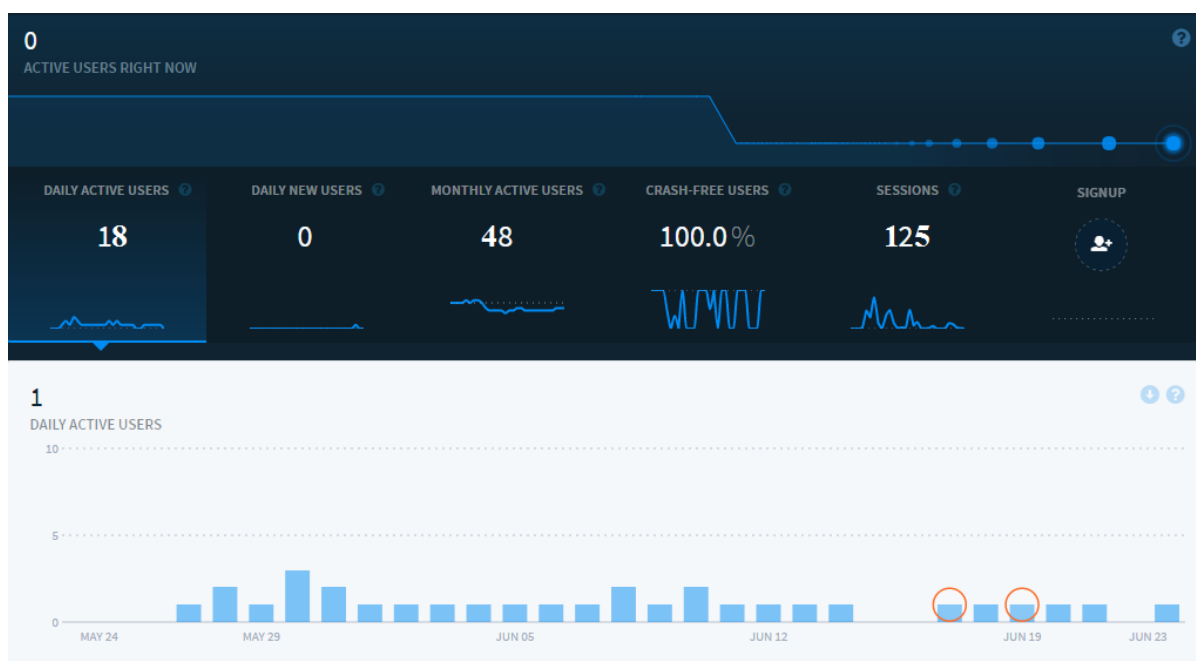 0
ACTIVE USERS RIGHT NOW
DAILY ACTIVE USERS ?
DAILY NEW USERS ?
MONTHLY ACTIVE USERS ?
CRASH-FREE USERS ?
SESSIONS ?
SIGNUP
18
0
48
100.0%
125
1
DAILY ACTIVE USERS
10
5
0
MAY 24
MAY 29
JUN 05
JUN 12
JUN 19
JUN 23